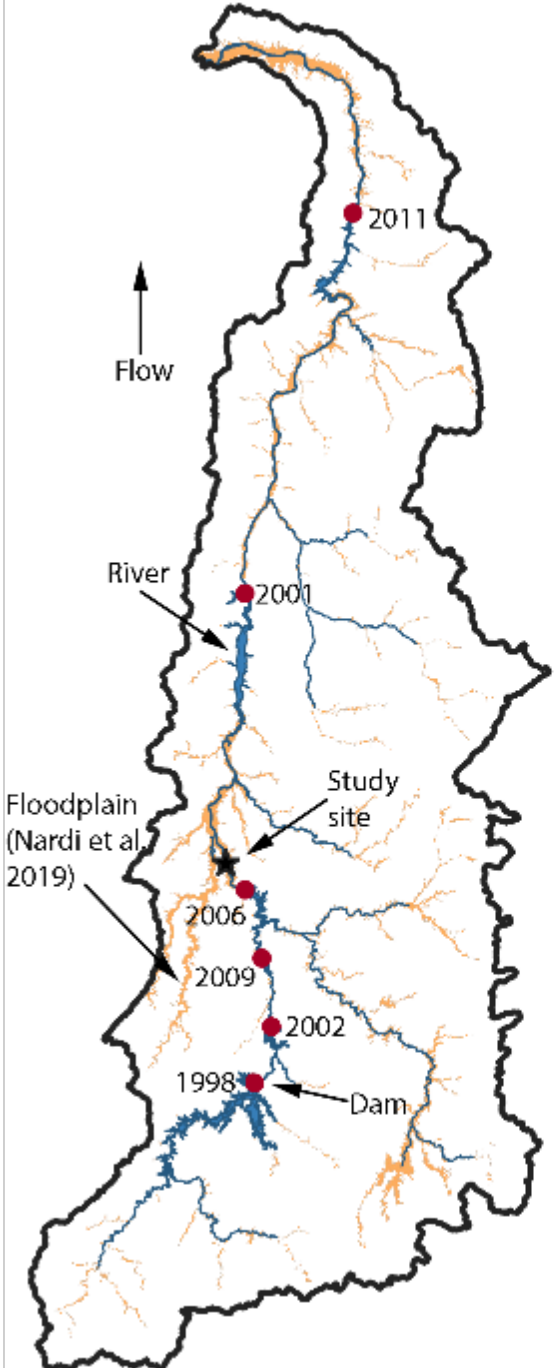 2011
Flow
River
2001
Study
site
Floodplain
(Nardi et al.
2019)
2006
2009
2002
1998
Dam